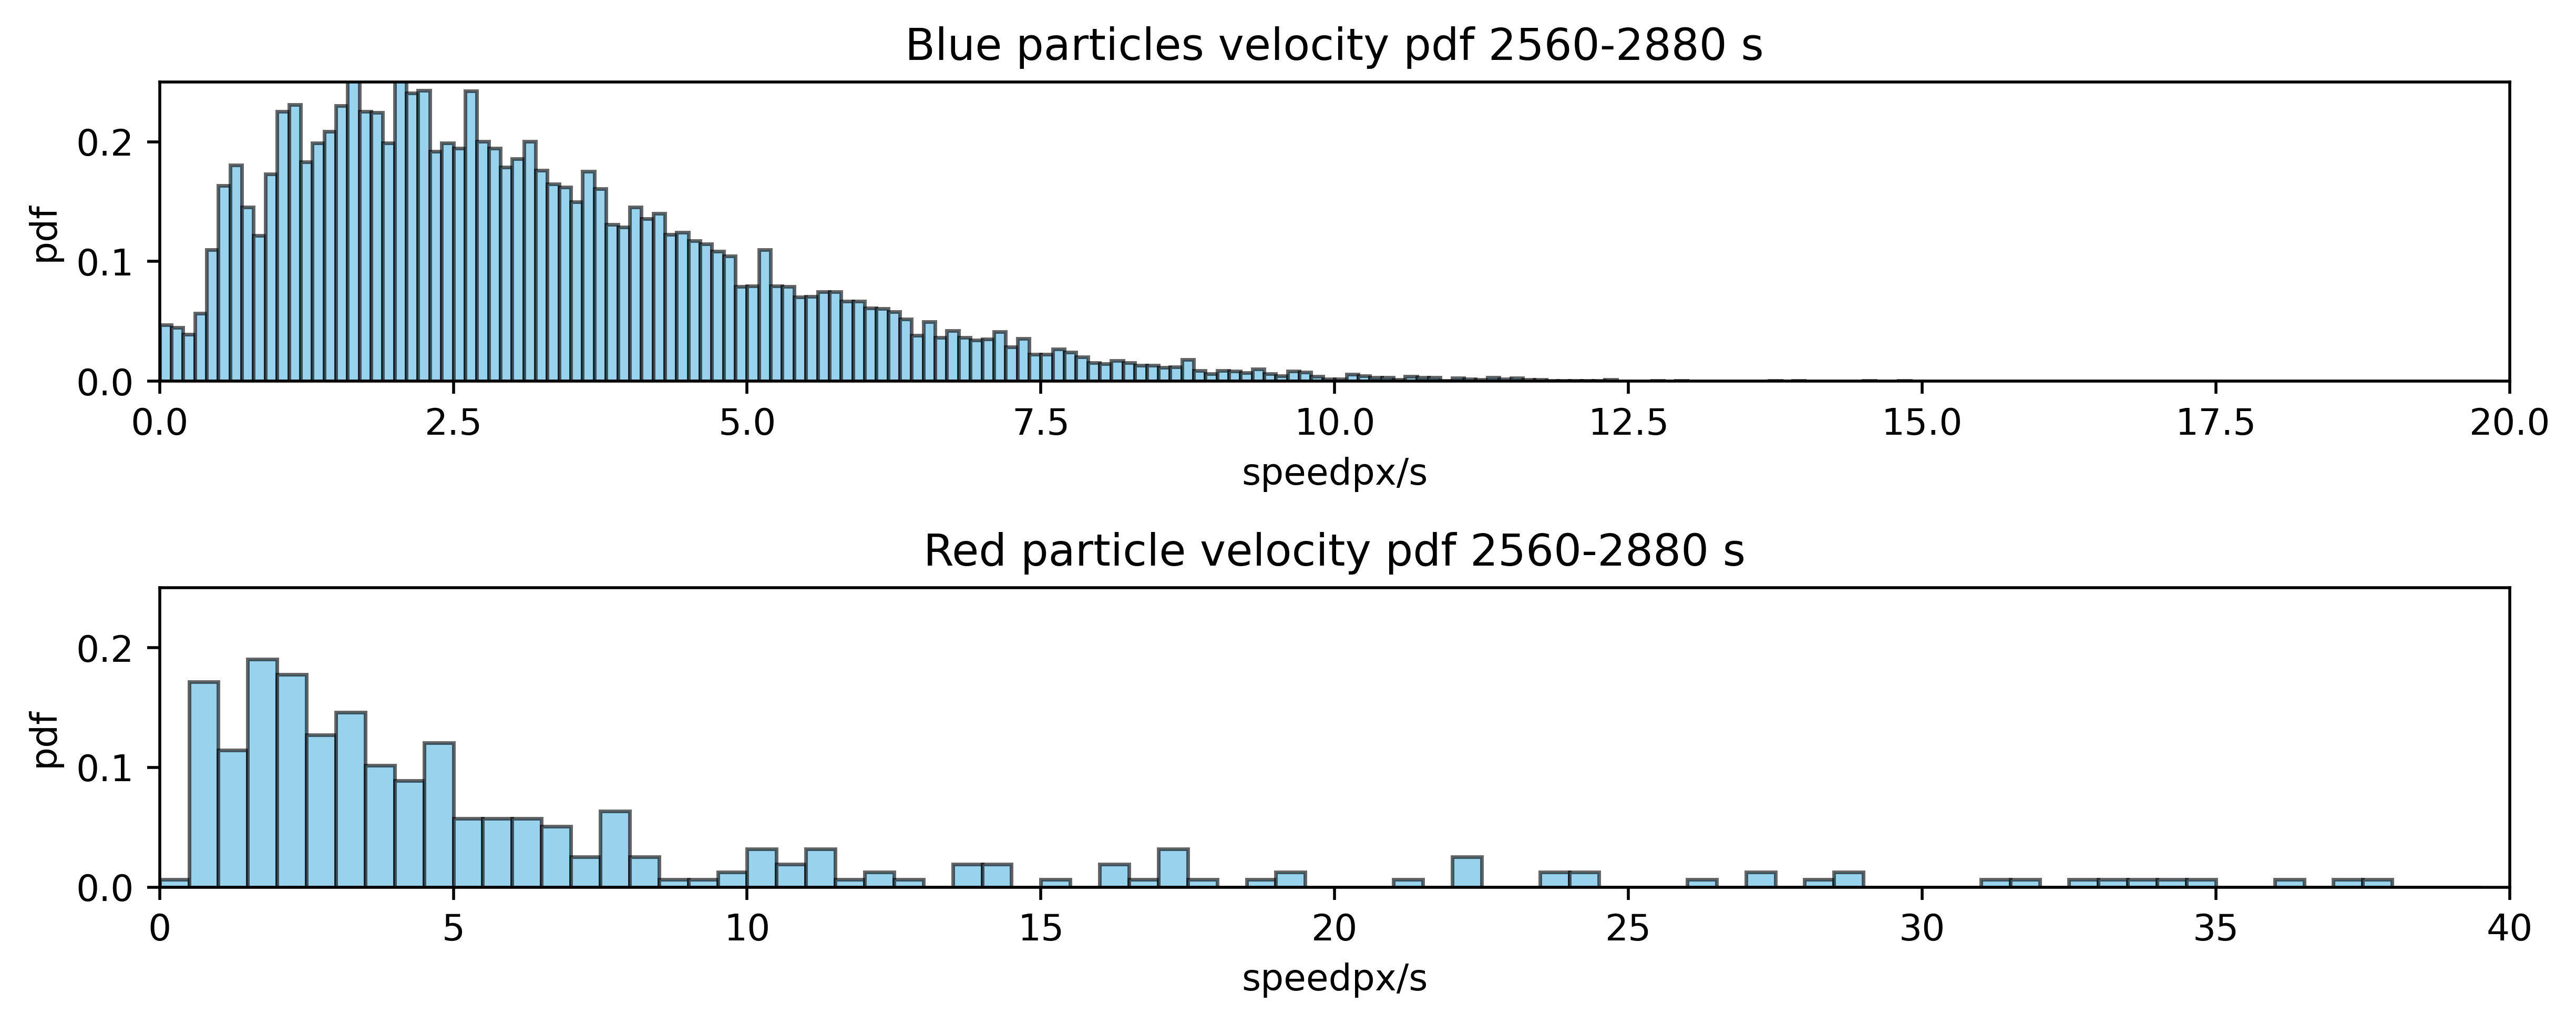 Blue particles velocity pdf 2560-2880 s
pdf
0.2
0.1
0.0
0.0 2.5 5.0 7.5 10.0 12.5 15.0 17.5 20.0
speedpx/s
Red particle velocity pdf 2560-2880 s
pdf
0.2
0.1
0.0
0 5 10 15 20 25 30 35 40
speedpx/s